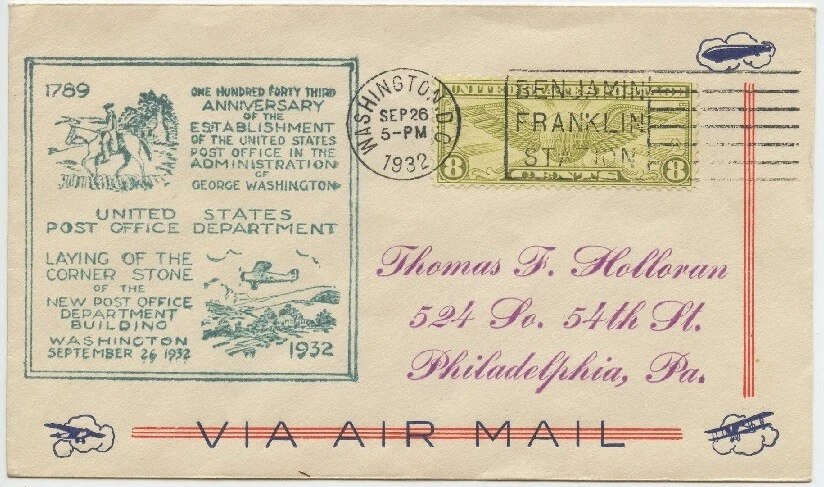 1789
ONE HUNDRED FORTY THIRD
ANNIVERSARY
OF THE
ESTABLISHMENT
OF THE UNITED STATES
POST OFFICE IN THE
ADMINISTRATION
OF
GEORGE WASHINGTON
UNITED STATES
POST OFFICE DEPARTMENT
LAYING OF THE
CORNER STONE
OF THE
NEW POST OFFICE
DEPARTMENT
BUILDING
WASHINGTON
SEPTEMBER 26 1932
1932
WASHINGTON, D.C.
SEP 26
5-PM
1932
UNITED STATES
BENJAMIN
FRANKLIN
STATION
8 8
Thomas F. Holloran
524 So. 54th St.
Philadelphia, Pa.
VIA AIR MAIL